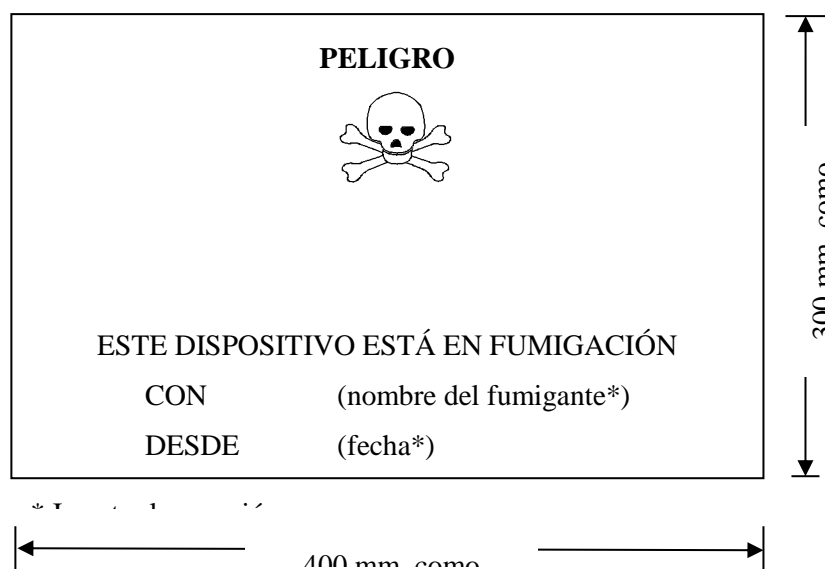 PELIGRO
ESTE DISPOSITIVO ESTÁ EN FUMIGACIÓN
CON (nombre del fumigante*)
DESDE (fecha*)
300 mm. como
400 mm. como